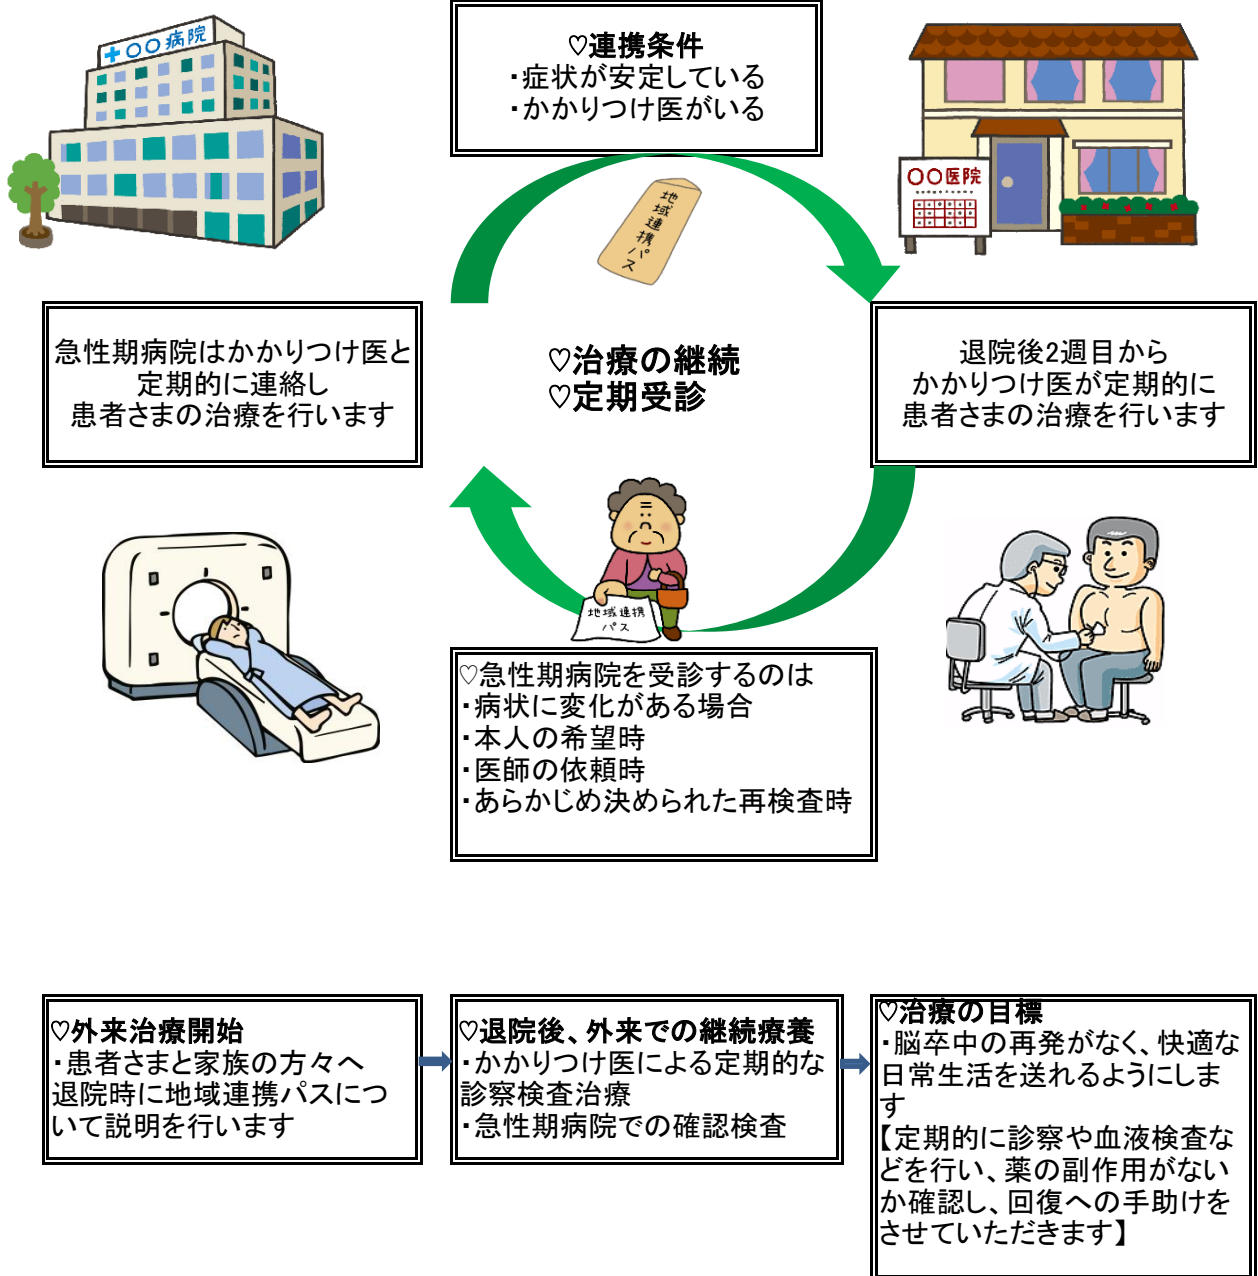 〇〇病院
♡連携条件
・症状が安定している
・かかりつけ医がいる
〇〇医院
地域連携パス
急性期病院はかかりつけ医と
定期的に連絡し
患者さまの治療を行います
♡治療の継続
♡定期受診
退院後2週目から
かかりつけ医が定期的に
患者さまの治療を行います
地域連携
パス
♡急性期病院を受診するのは
・病状に変化がある場合
・本人の希望時
・医師の依頼時
・あらかじめ決められた再検査時
♡外来治療開始
・患者さまと家族の方々へ
退院時に地域連携パスにつ
いて説明を行います
♡退院後、外来での継続療養
・かかりつけ医による定期的な
診察検査治療
・急性期病院での確認検査
♡治療の目標
・脳卒中の再発がなく、快適な
日常生活を送れるようにしま
す
【定期的に診察や血液検査な
どを行い、薬の副作用がない
か確認し、回復への手助けを
させていただきます】